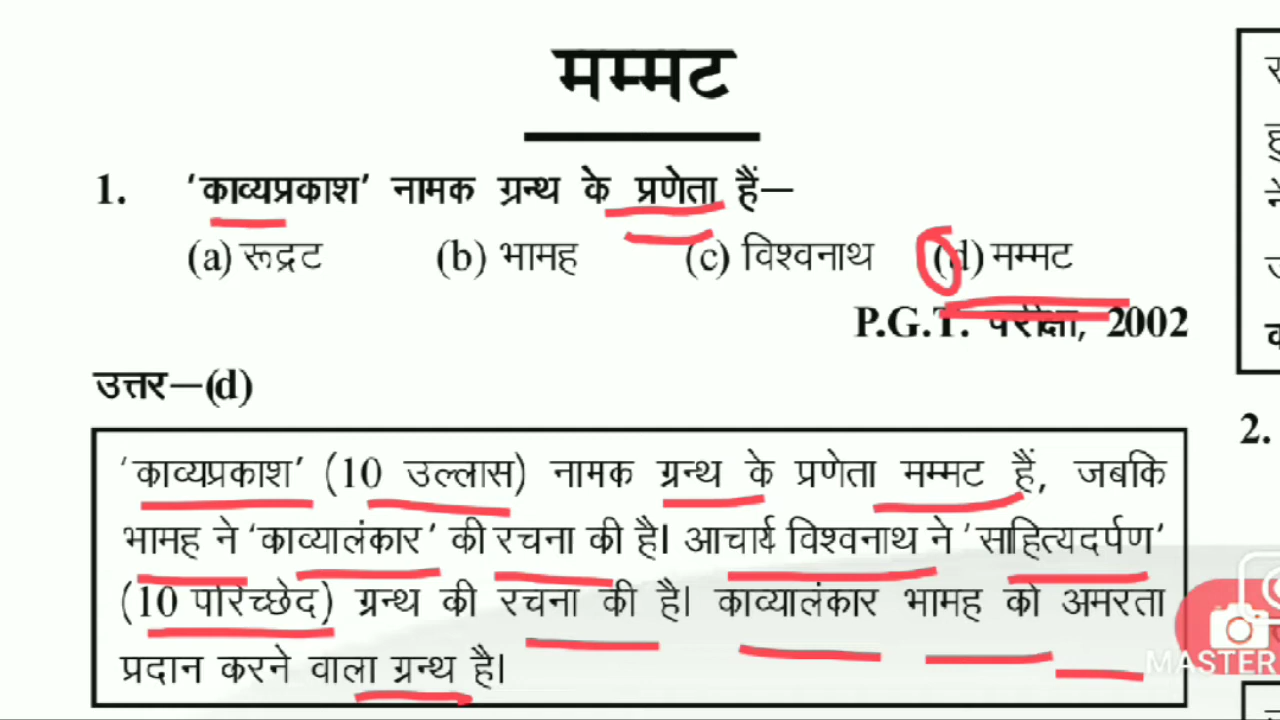 मम्मट
1. 'काव्यप्रकाश' नामक ग्रन्थ के प्रणेता हैं—
(a) रूद्रट (b) भामह (c) विश्वनाथ (d) मम्मट
P.G.T. परीक्षा, 2002
उत्तर—(d)
'काव्यप्रकाश' (10 उल्लास) नामक ग्रन्थ के प्रणेता मम्मट हैं, जबकि
भामह ने 'काव्यालंकार' की रचना की है। आचार्य विश्वनाथ ने 'साहित्यदर्पण'
(10 परिच्छेद) ग्रन्थ की रचना की है। काव्यालंकार भामह को अमरता
प्रदान करने वाला ग्रन्थ है।
2.
MASTER